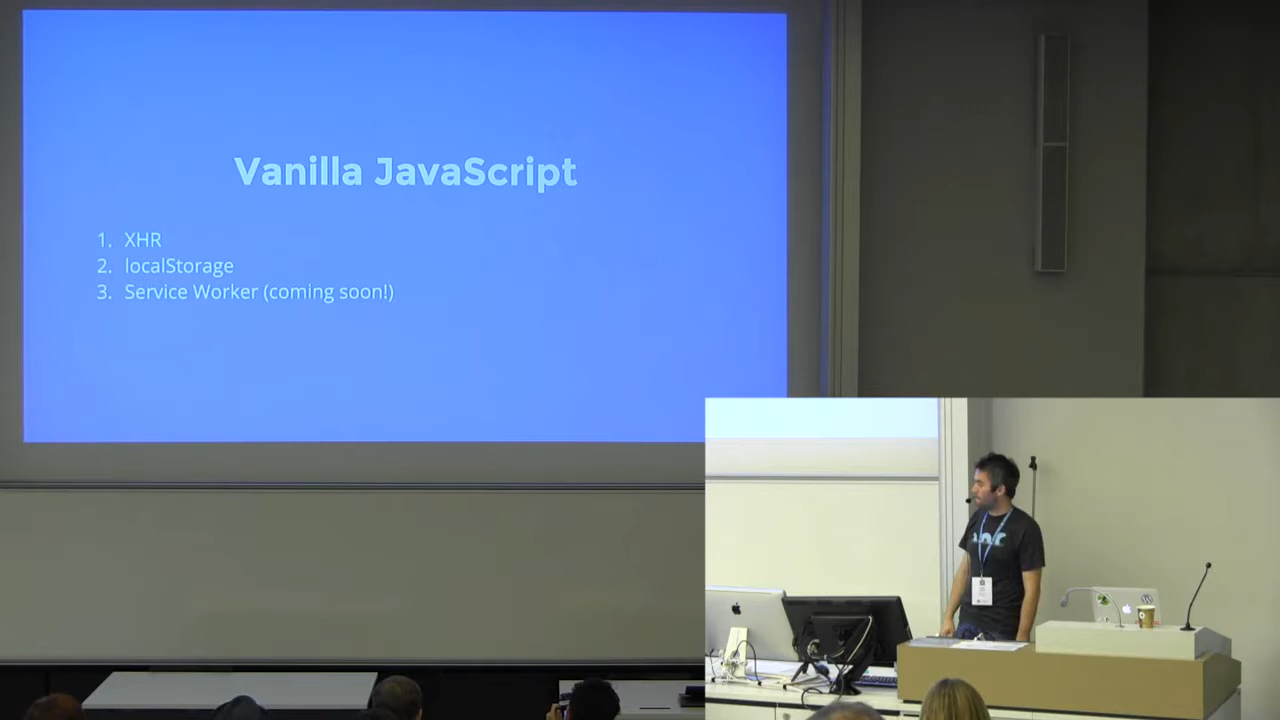 Vanilla JavaScript
1. XHR
2. localStorage
3. Service Worker (coming soon!)